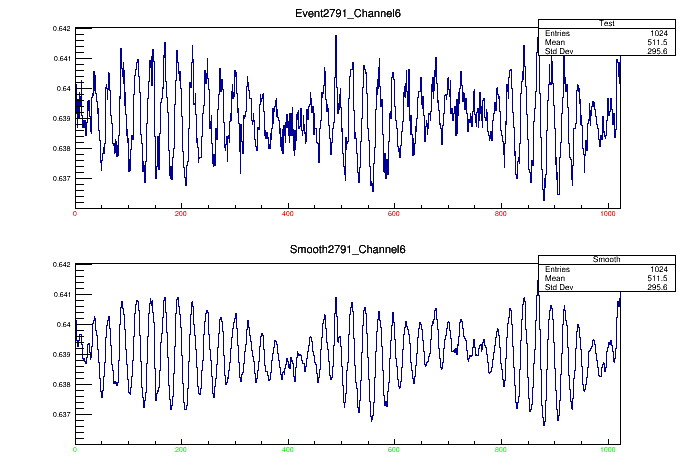 Event2791_Channel6
Test
Entries 1024
Mean 511.5
Std Dev 295.6
0.642
0.641
0.64
0.639
0.638
0.637
0 200 400 600 800 1000
Smooth2791_Channel6
Smooth
Entries 1024
Mean 511.5
Std Dev 295.6
0.642
0.641
0.64
0.639
0.638
0.637
0 200 400 600 800 1000